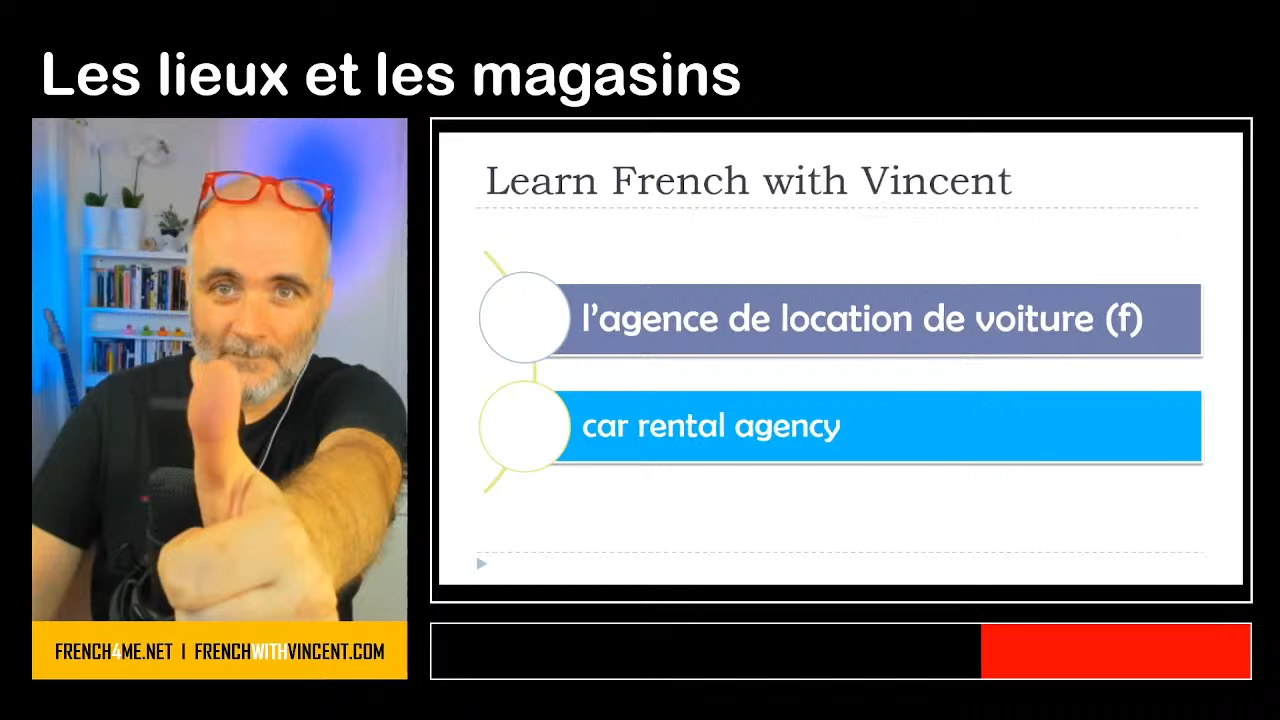 Les lieux et les magasins
Learn French with Vincent
l’agence de location de voiture (f)
car rental agency
FRENCH4ME.NET I FRENCHWITHVINCENT.COM